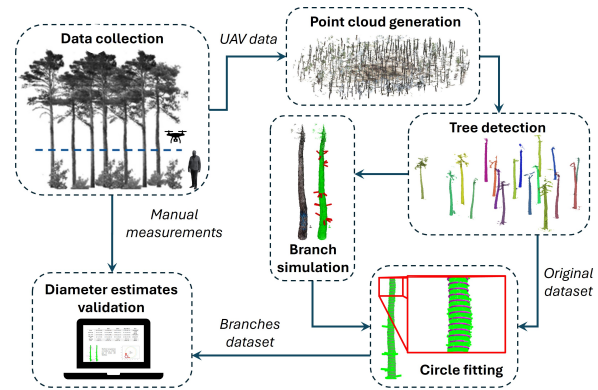 Data collection
UAV data
Point cloud generation
Tree detection
Manual
measurements
Branch
simulation
Original
dataset
Diameter estimates
validation
Branches
dataset
Circle fitting